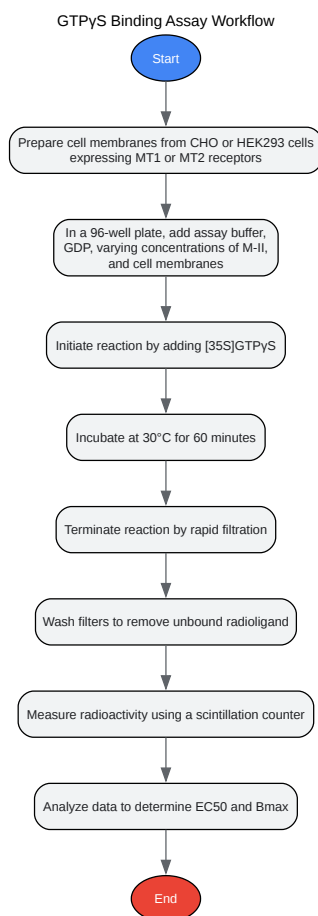 GTPγS Binding Assay Workflow
Start
Prepare cell membranes from CHO or HEK293 cells
expressing MT1 or MT2 receptors
In a 96-well plate, add assay buffer,
GDP, varying concentrations of M-II,
and cell membranes
Initiate reaction by adding [35S]GTPγS
Incubate at 30°C for 60 minutes
Terminate reaction by rapid filtration
Wash filters to remove unbound radioligand
Measure radioactivity using a scintillation counter
Analyze data to determine EC50 and Bmax
End